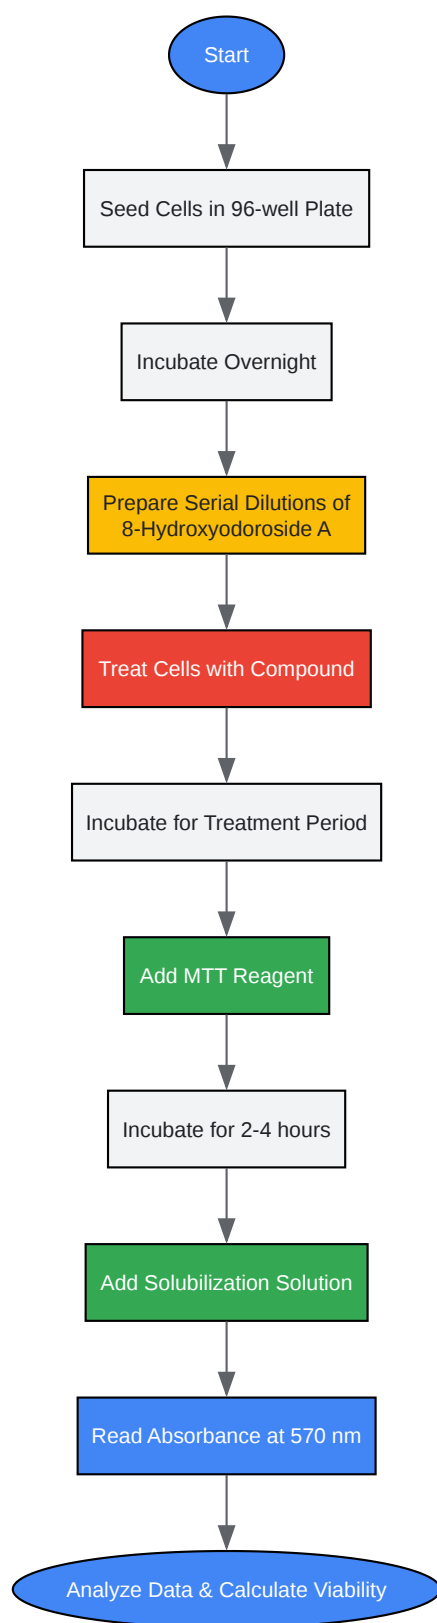 Start
Seed Cells in 96-well Plate
Incubate Overnight
Prepare Serial Dilutions of
8-Hydroxyodoroside A
Treat Cells with Compound
Incubate for Treatment Period
Add MTT Reagent
Incubate for 2-4 hours
Add Solubilization Solution
Read Absorbance at 570 nm
Analyze Data & Calculate Viability